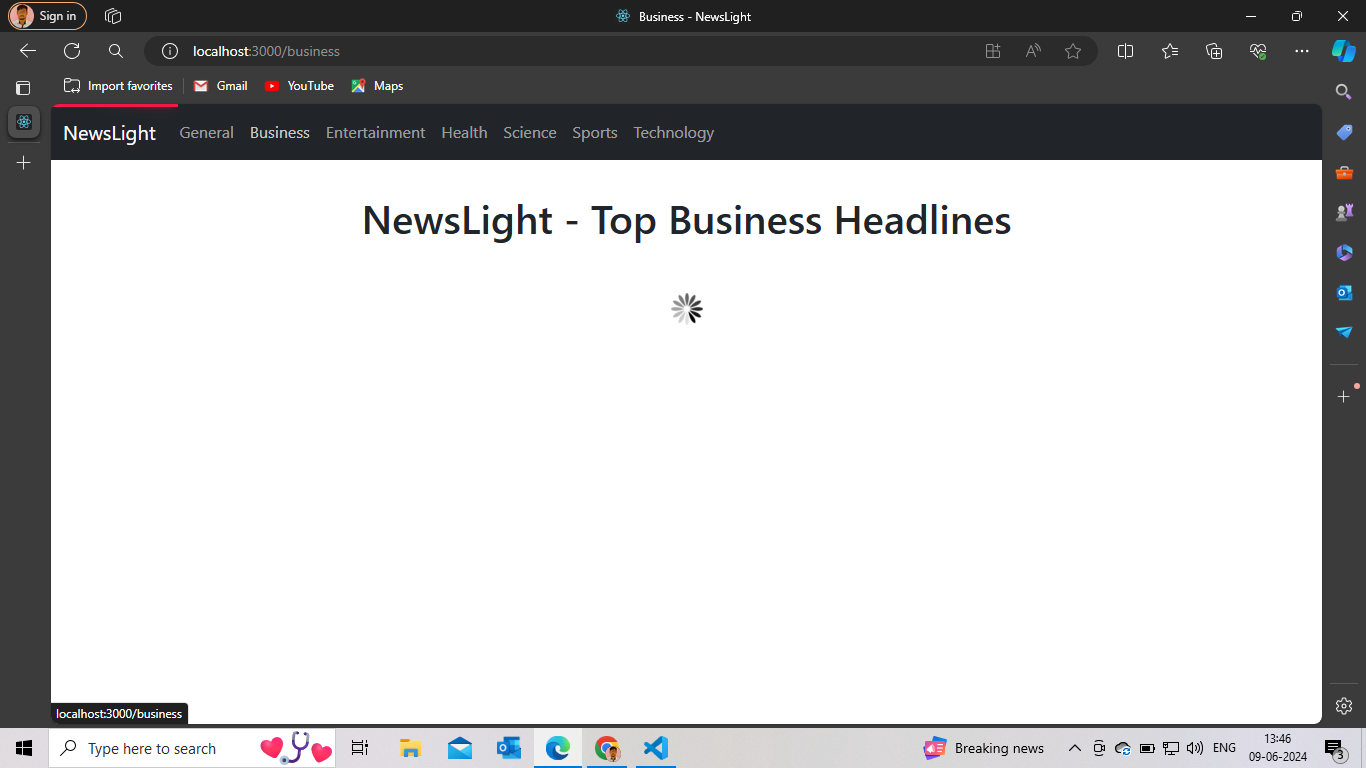 Sign in
Business - NewsLight
localhost:3000/business
Import favorites Gmail YouTube Maps
NewsLight General Business Entertainment Health Science Sports Technology
NewsLight - Top Business Headlines
localhost:3000/business
Type here to search
Breaking news
ENG
13:46
09-06-2024
3